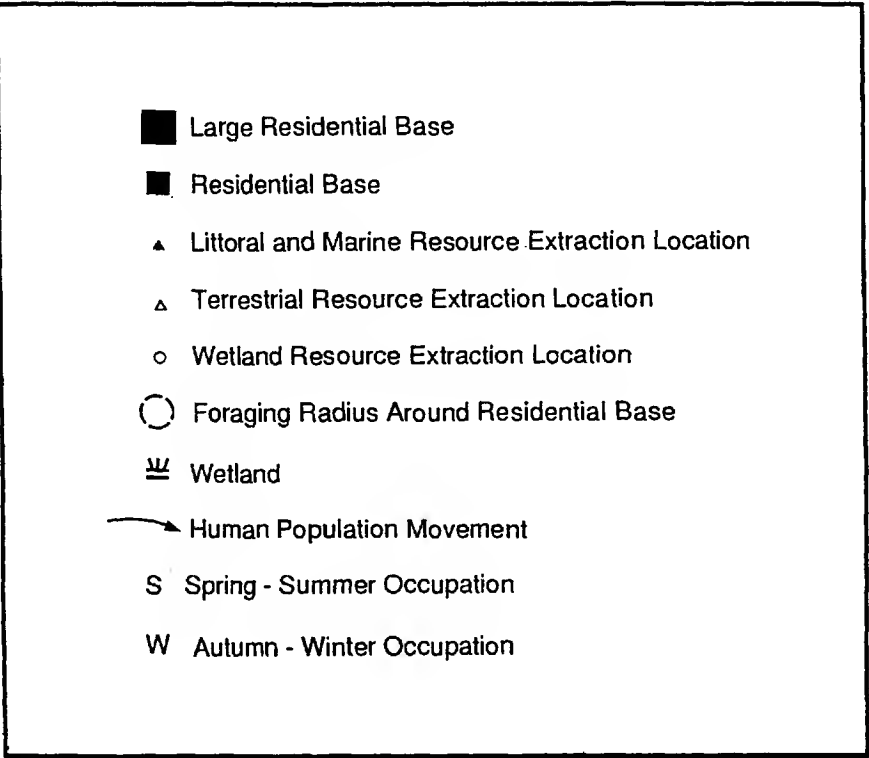 Large Residential Base
Residential Base
Littoral and Marine Resource Extraction Location
Terrestrial Resource Extraction Location
Wetland Resource Extraction Location
Foraging Radius Around Residential Base
Wetland
Human Population Movement
S Spring - Summer Occupation
W Autumn - Winter Occupation